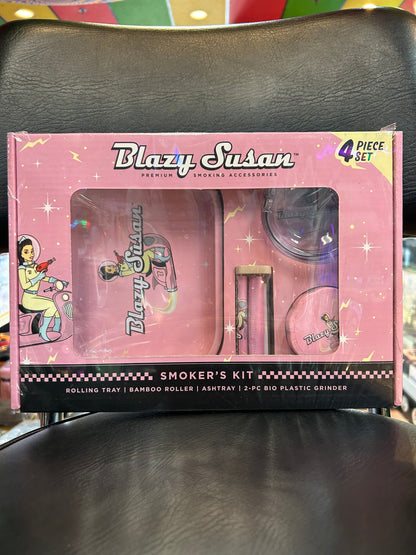 Blazy Susan™
PREMIUM SMOKING ACCESSORIES
4 PIECE
SET
Blazy Susan
Blazy Susan
SMOKER'S KIT
ROLLING TRAY | BAMBOO ROLLER | ASHTRAY | 2-PC BIO PLASTIC GRINDER